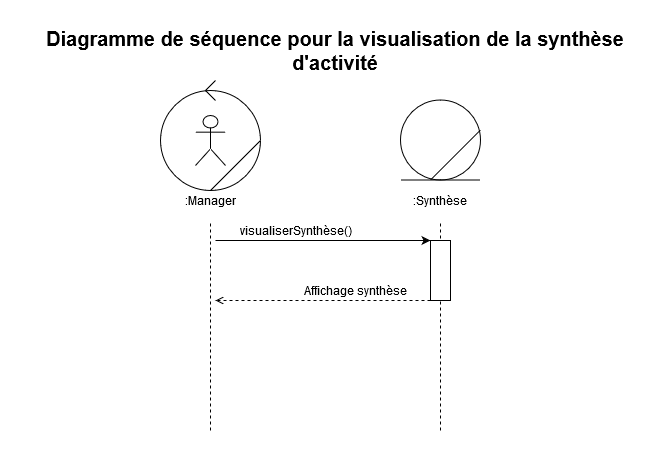 Diagramme de séquence pour la visualisation de la synthèse
d'activité
:Manager
:Synthèse
visualiserSynthèse()
Affichage synthèse